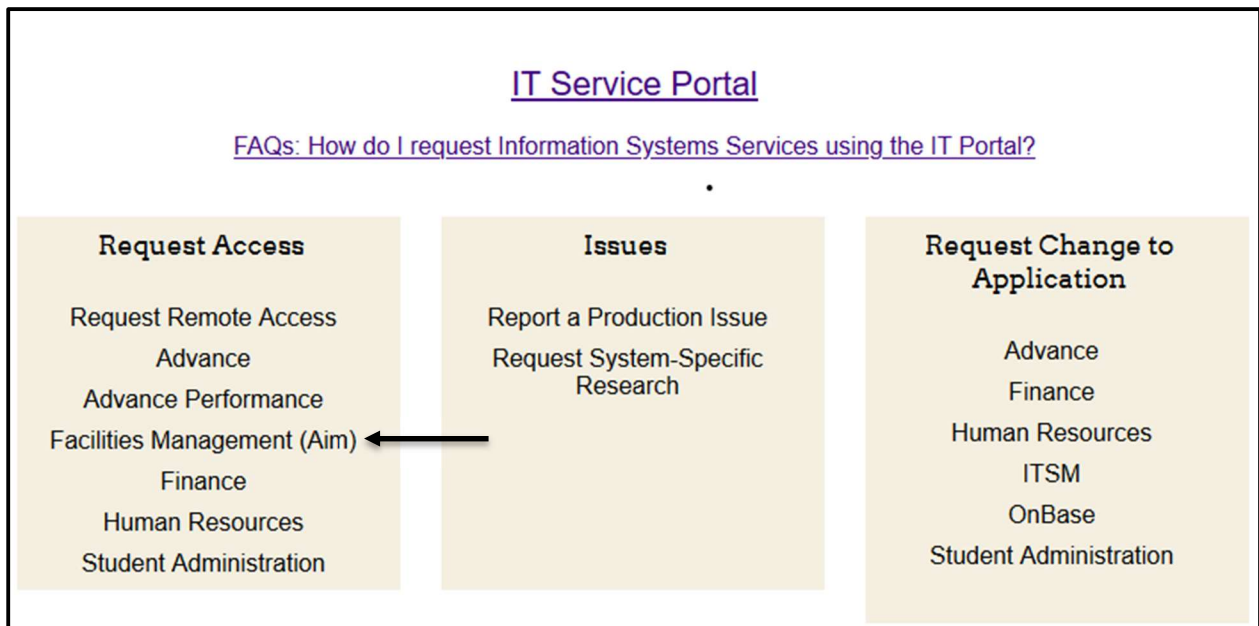 IT Service Portal
FAQs: How do I request Information Systems Services using the IT Portal?
Request Access
Request Remote Access
Advance
Advance Performance
Facilities Management (Aim)
Finance
Human Resources
Student Administration
Issues
Report a Production Issue
Request System-Specific
Research
Request Change to
Application
Advance
Finance
Human Resources
ITSM
OnBase
Student Administration